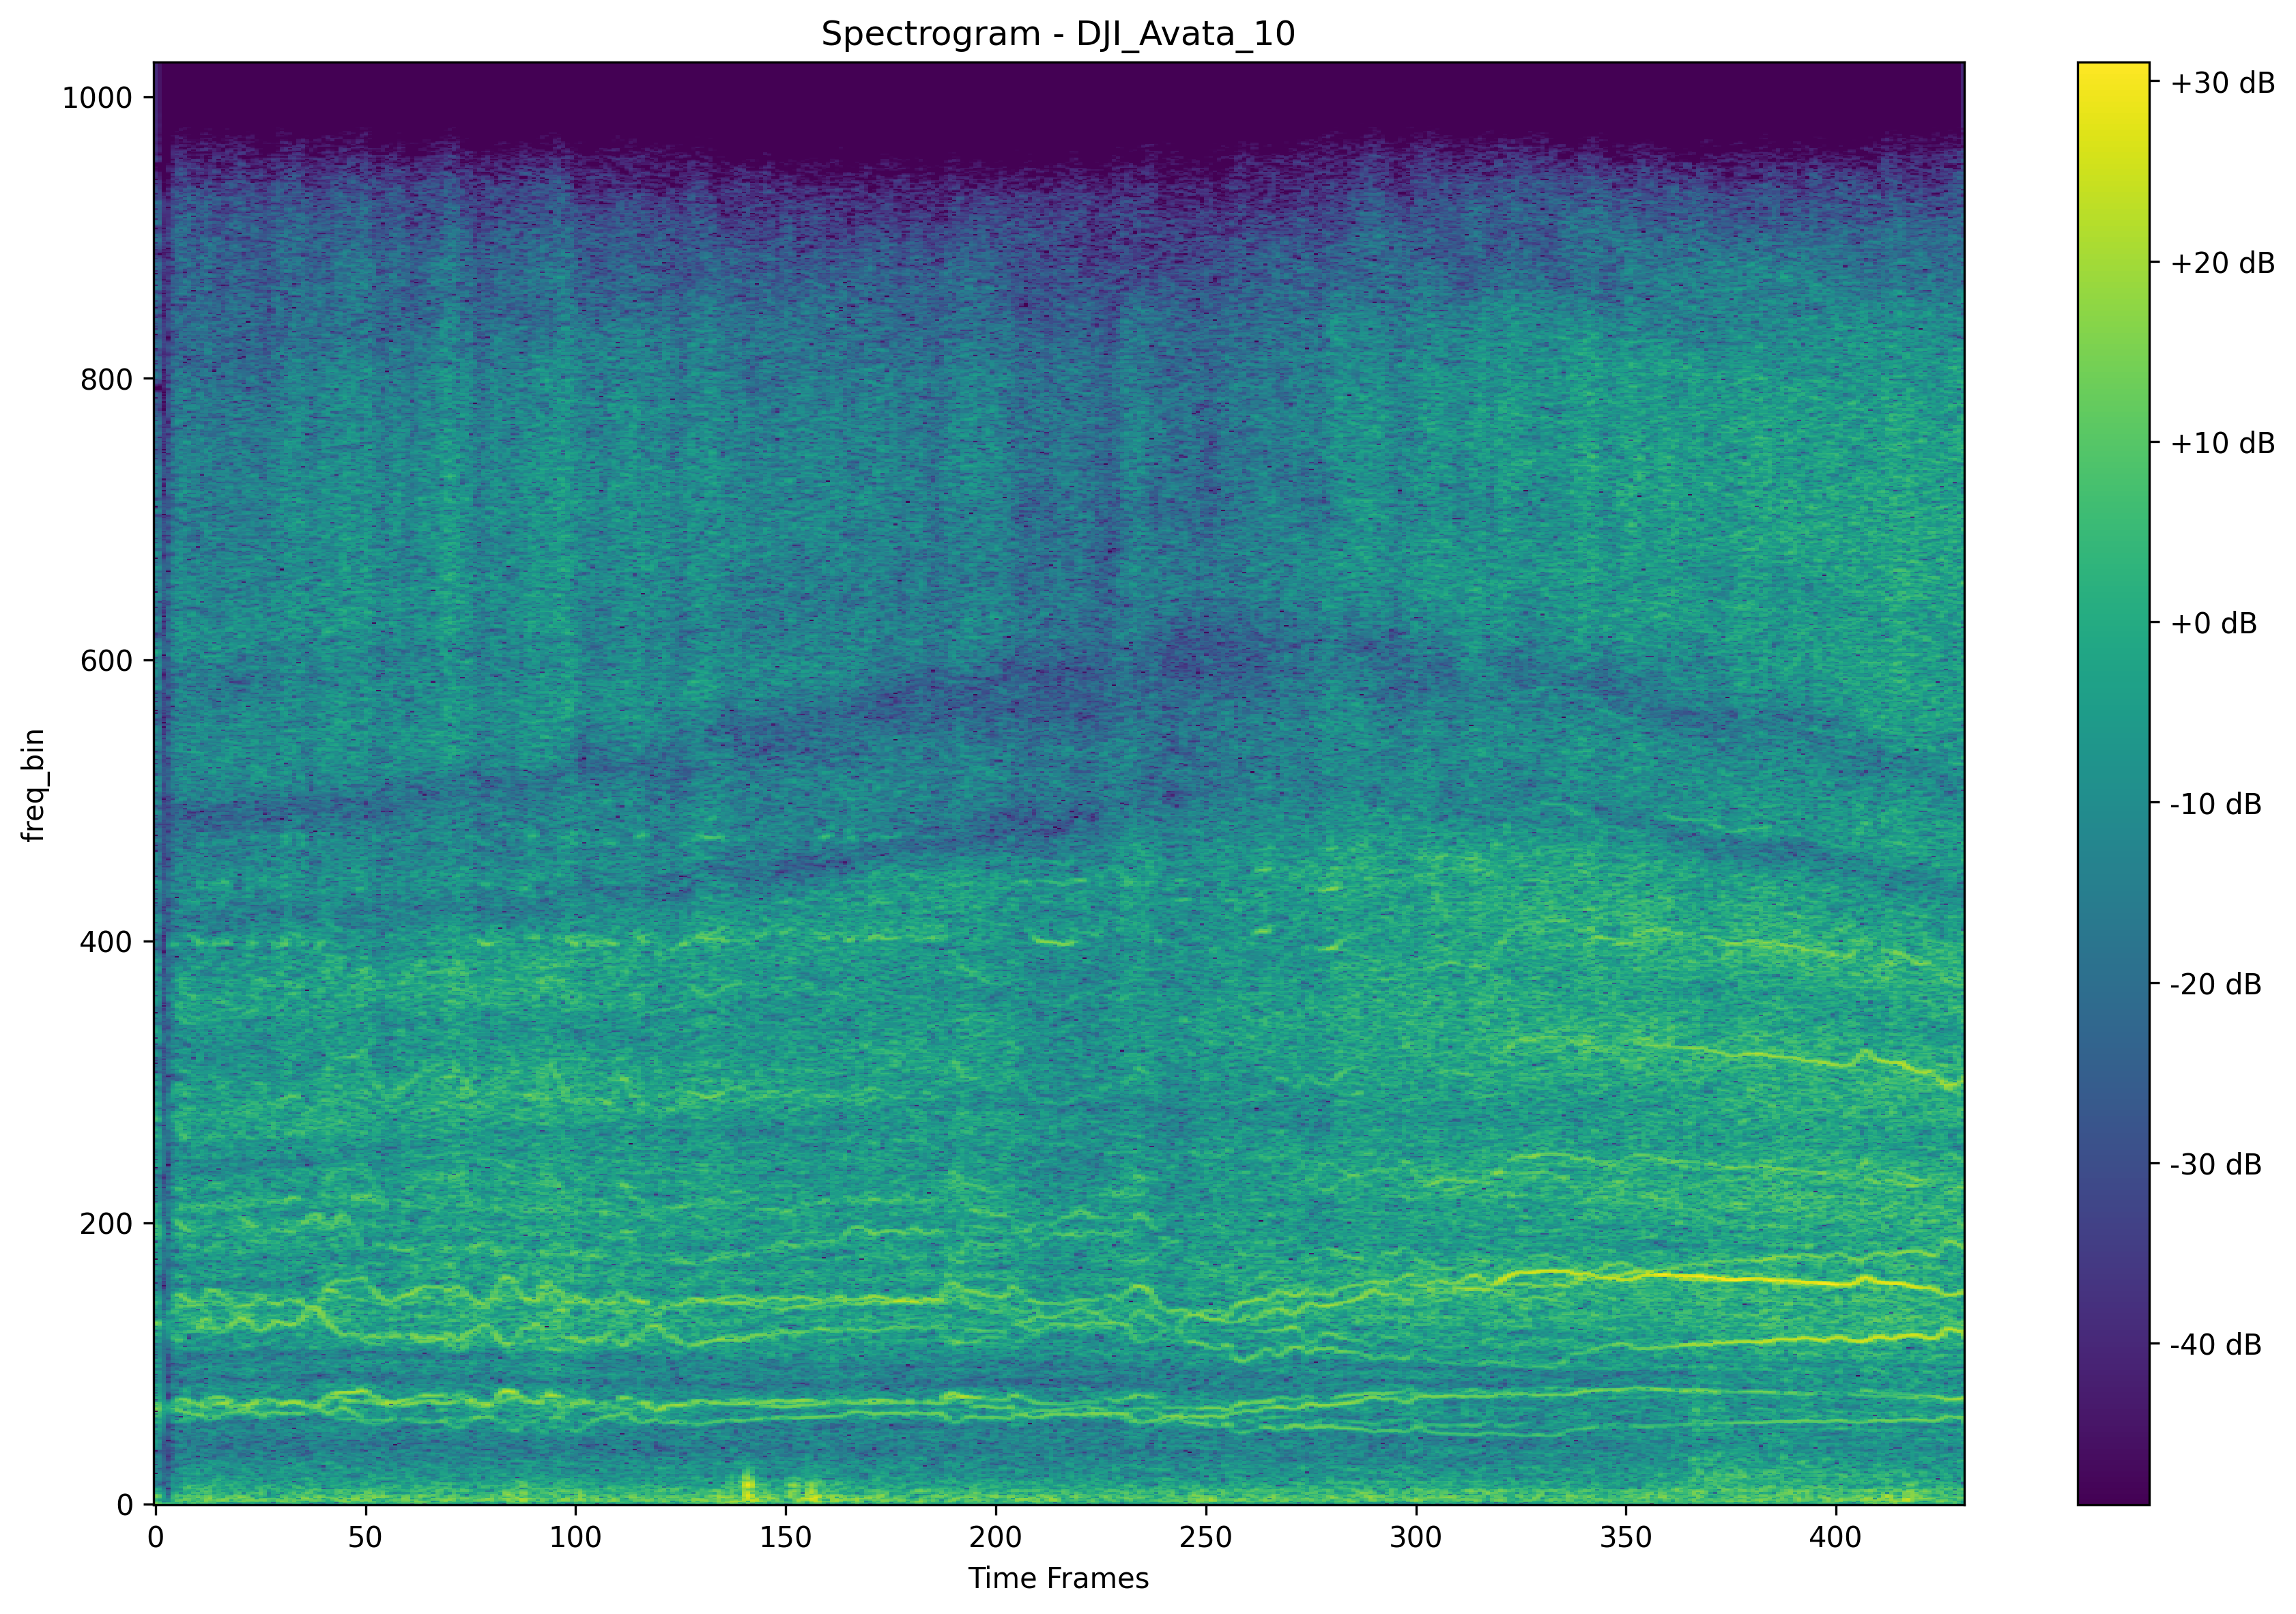 Spectrogram - DJI_Avata_10
1000
800
600
400
200
0
freq_bin
0 50 100 150 200 250 300 350 400
Time Frames
+30 dB
+20 dB
+10 dB
+0 dB
-10 dB
-20 dB
-30 dB
-40 dB